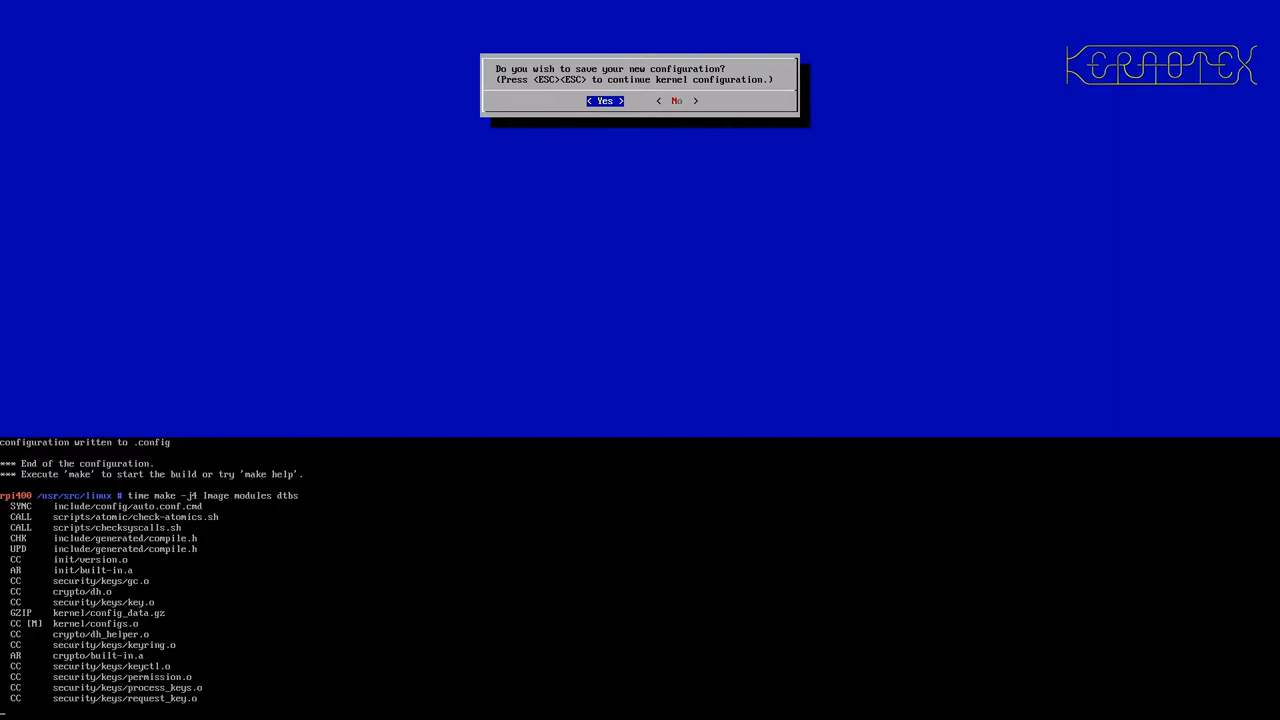 KERAOTEX
Do you wish to save your new configuration?
(Press <ESC><ESC> to continue kernel configuration.)
< Yes > < No >
configuration written to .config
*** End of the configuration.
*** Execute 'make' to start the build or try 'make help'.
rpi400 /usr/src/linux # time make -j4 Image modules dtbs
SYNC include/config/auto.conf.cmd
CALL scripts/atomic/check-atomics.sh
CALL scripts/checksyscalls.sh
CHK include/generated/compile.h
UPD include/generated/compile.h
CC init/version.o
AR init/built-in.a
CC security/keys/gc.o
CC crypto/dh.o
CC security/keys/key.o
GZIP kernel/config_data.gz
CC [M] kernel/configs.o
CC crypto/dh_helper.o
CC security/keys/keyring.o
AR crypto/built-in.a
CC security/keys/keyctl.o
CC security/keys/permission.o
CC security/keys/process_keys.o
CC security/keys/request_key.o